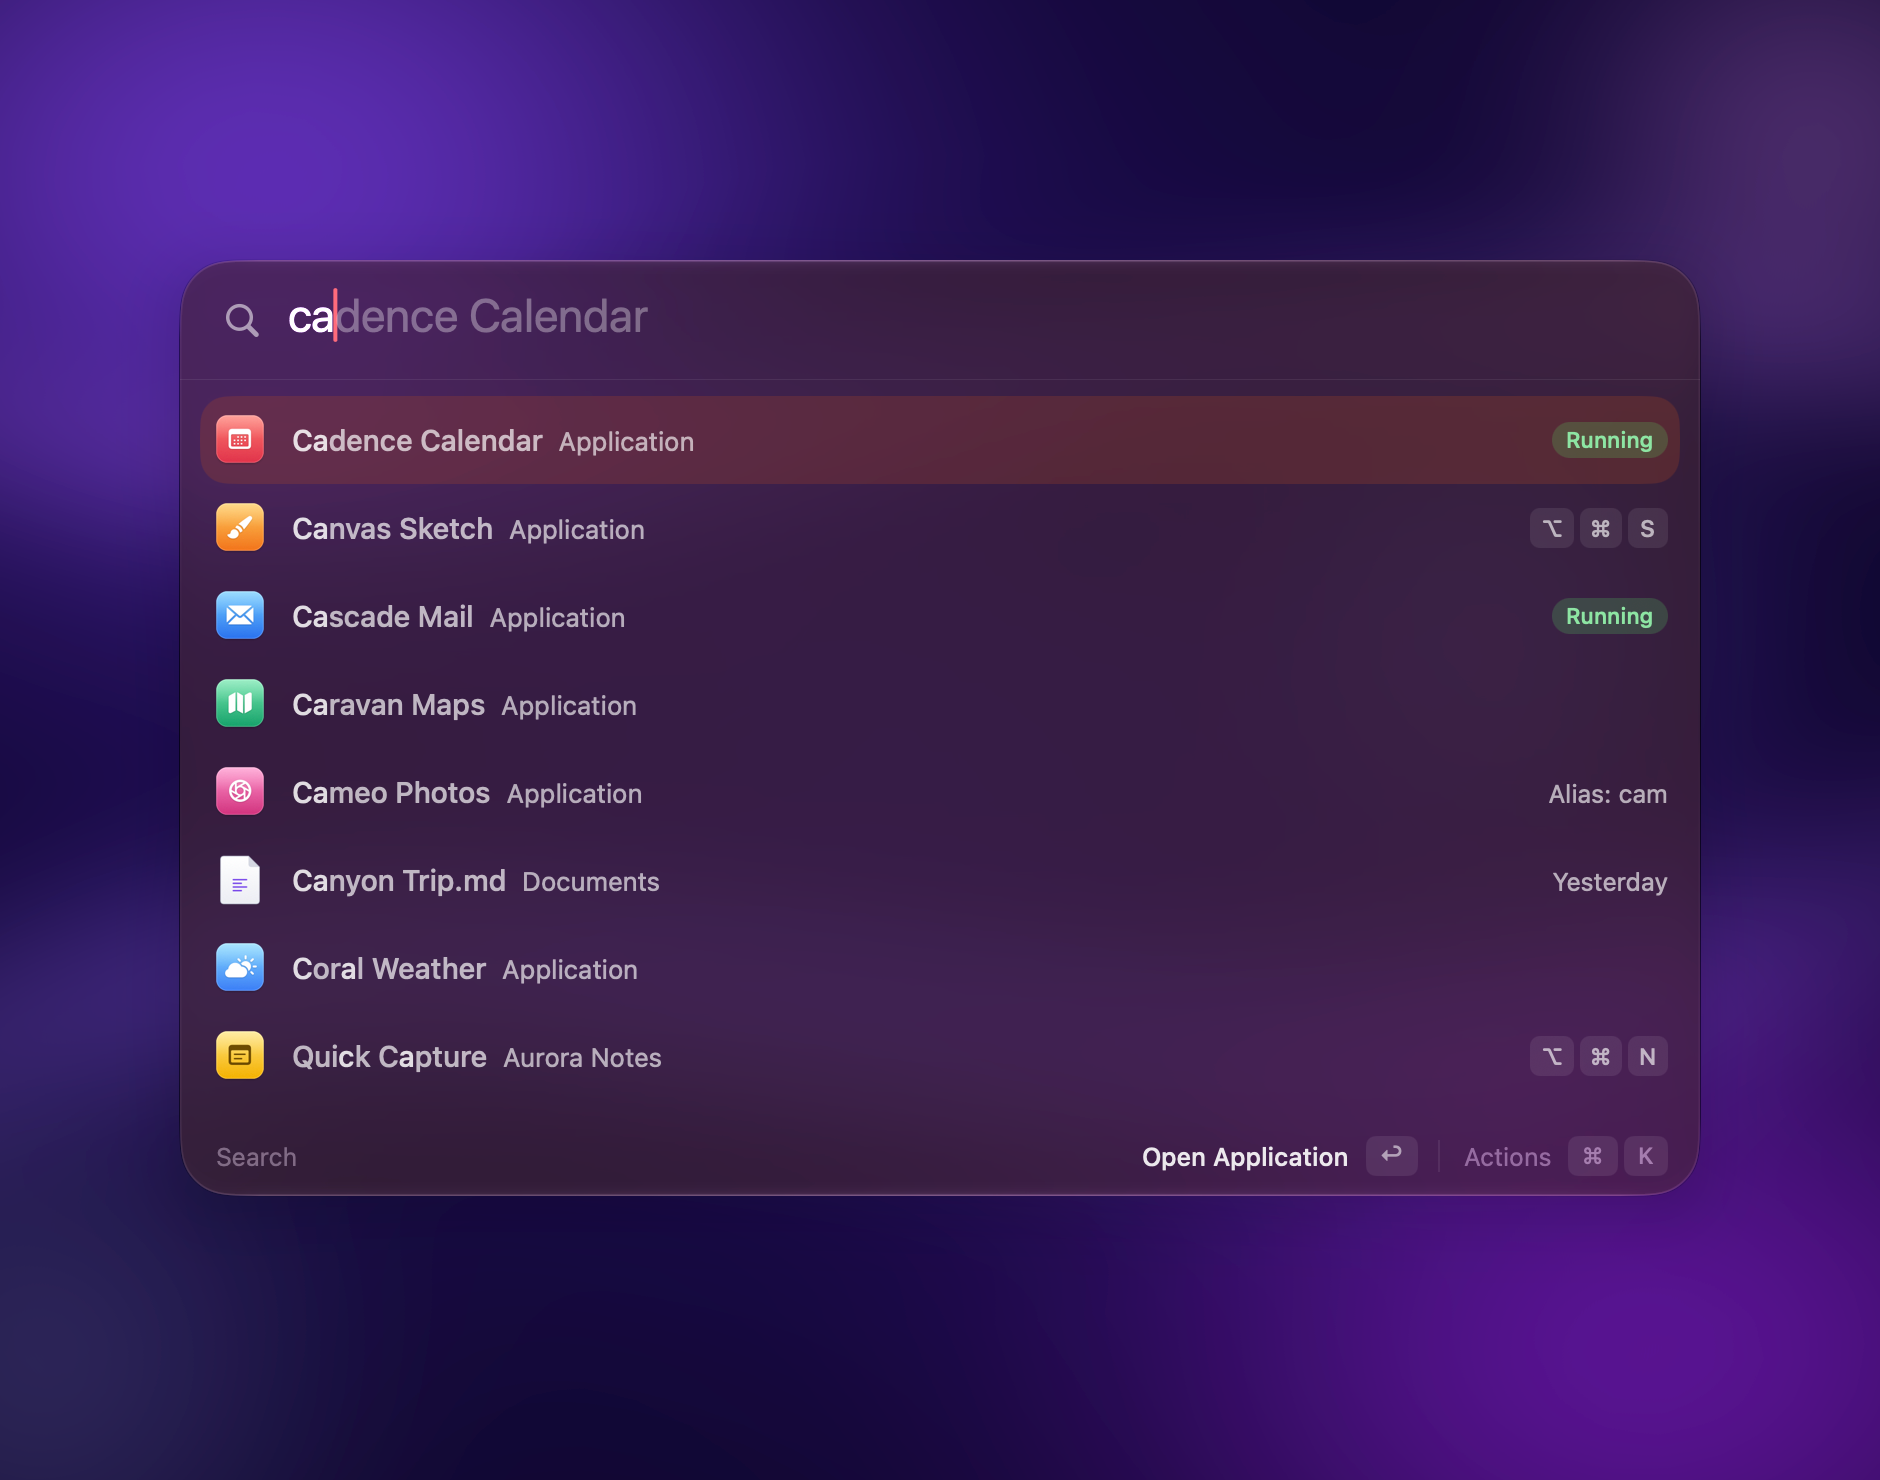 cadence Calendar
Cadence Calendar Application Running
Canvas Sketch Application ⌥ ⌘ S
Cascade Mail Application Running
Caravan Maps Application
Cameo Photos Application Alias: cam
Canyon Trip.md Documents Yesterday
Coral Weather Application
Quick Capture Aurora Notes ⌥ ⌘ N
Search Open Application ↩ Actions ⌘ K